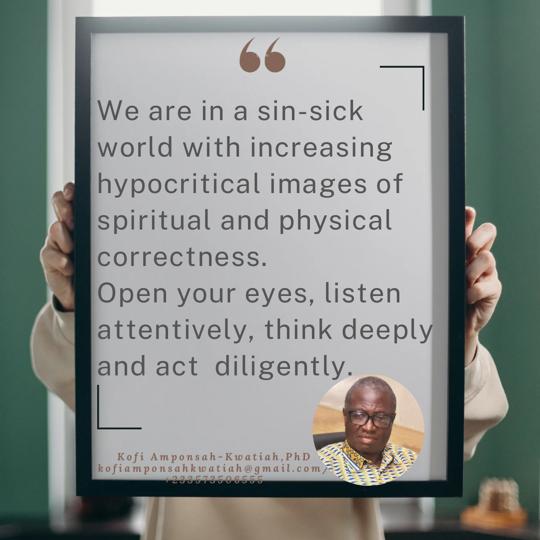 We are in a sin-sick
world with increasing
hypocritical images of
spiritual and physical
correctness.
Open your eyes, listen
attentively, think deeply
and act diligently.
Kofi Amponsah-Kwatiah,PhD
kofiamponsahkwatiah@gmail.com/